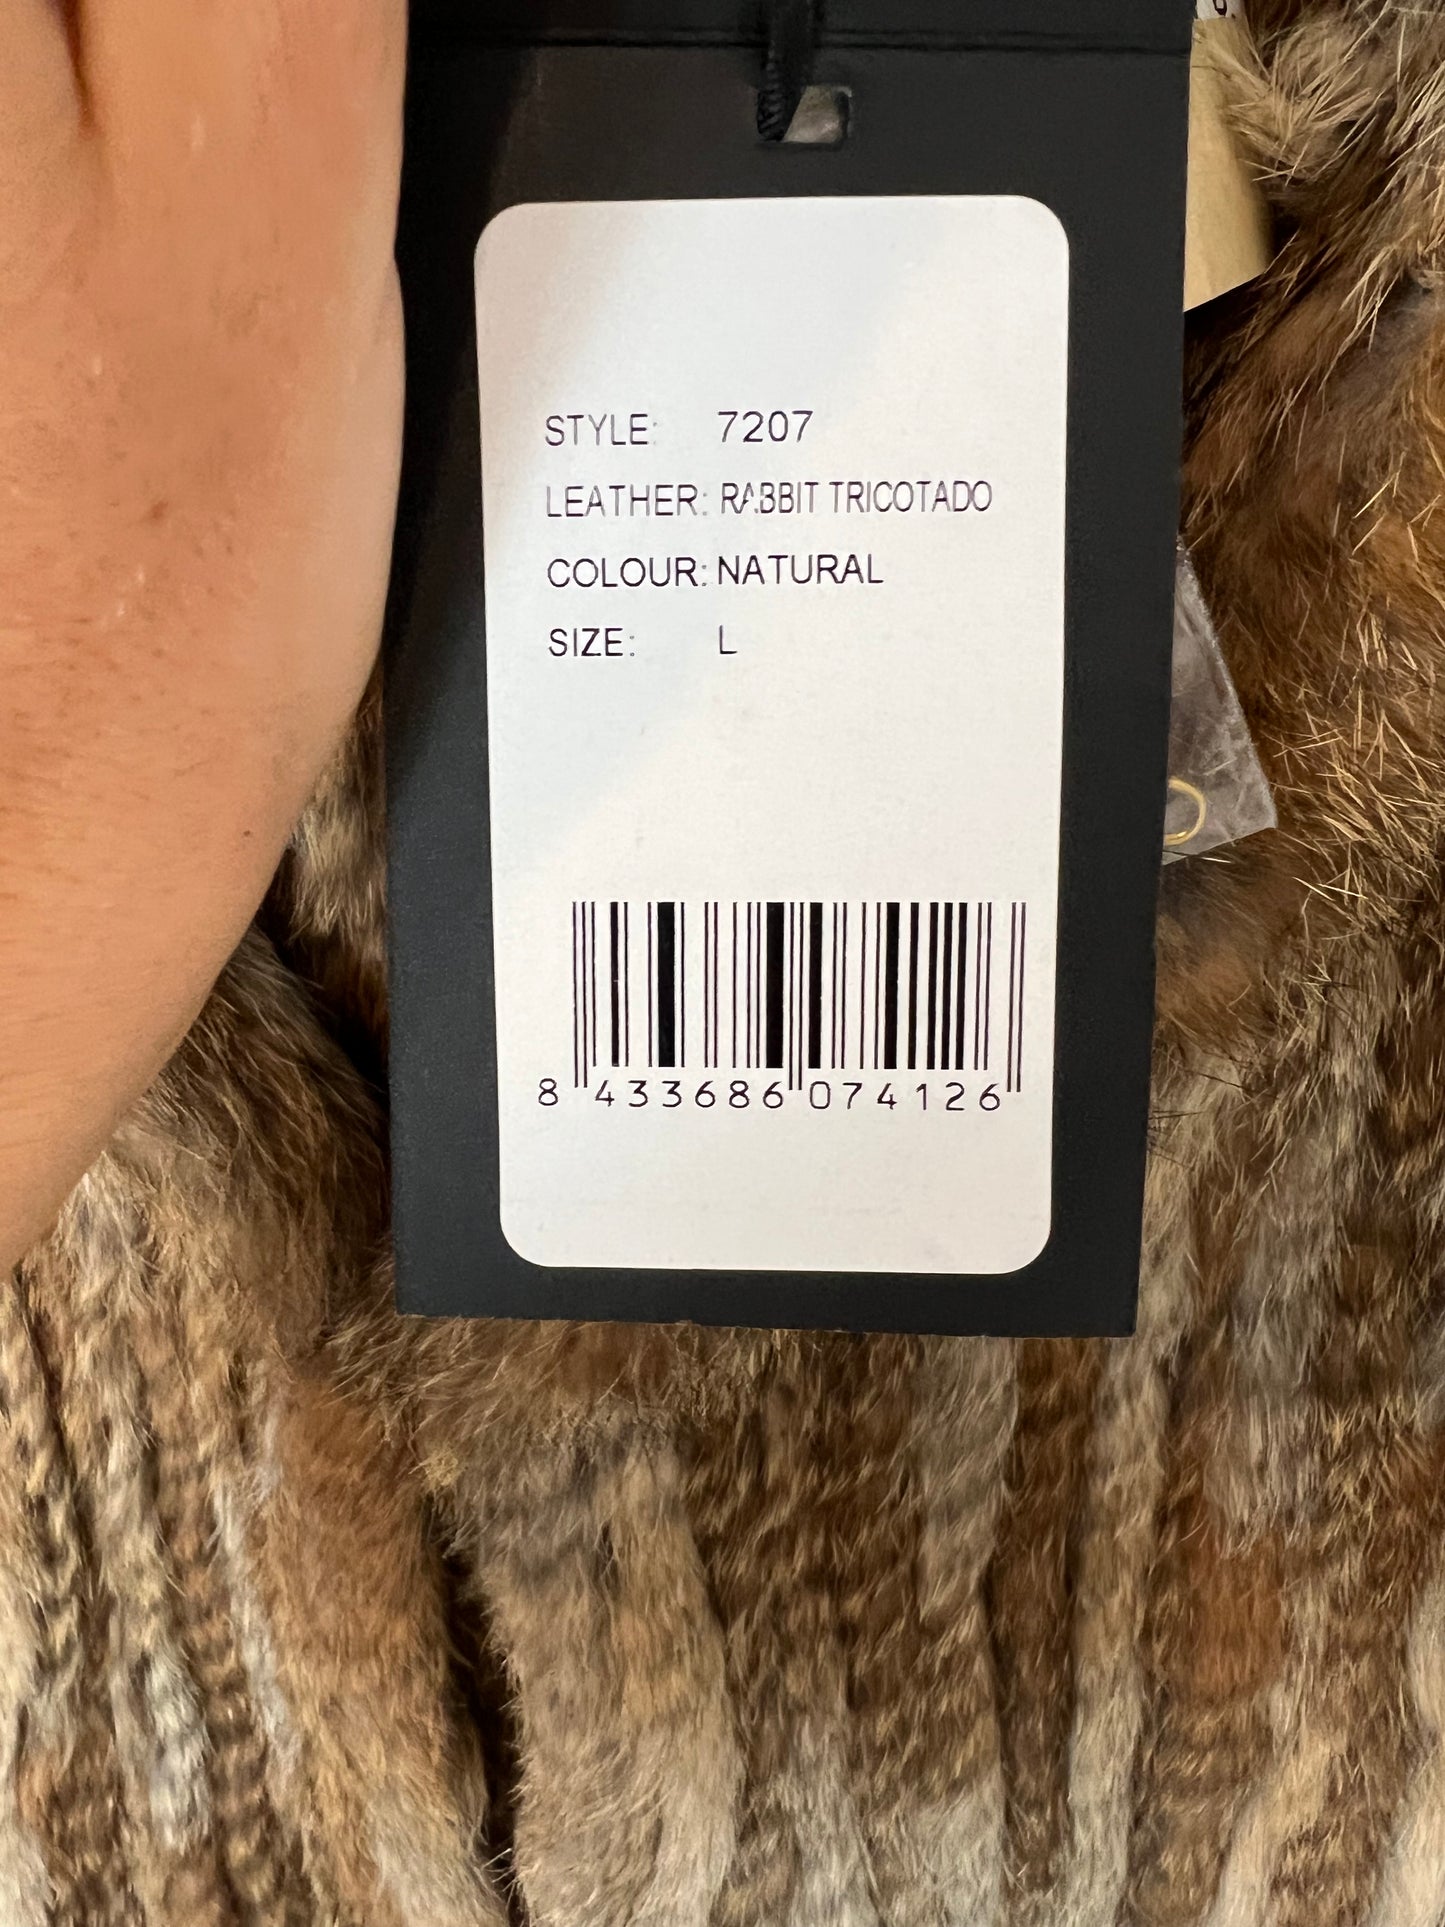 STYLE: 7207
LEATHER: RABBIT TRICOTADO
COLOUR: NATURAL
SIZE: L
8 433686 074126